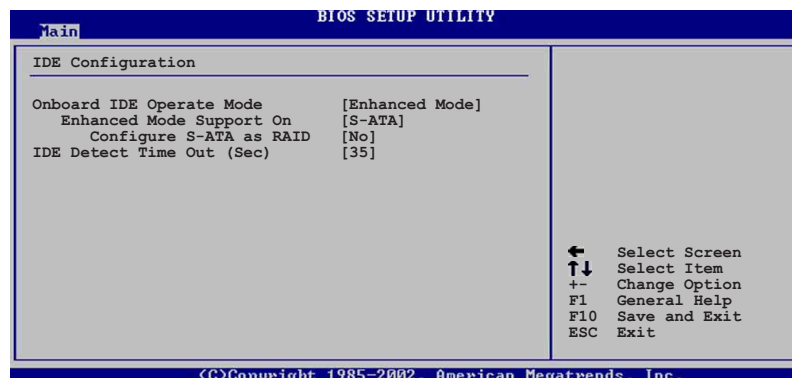 BIOS SETUP UTILITY
Main
IDE Configuration
Onboard IDE Operate Mode [Enhanced Mode]
Enhanced Mode Support On [S-ATA]
Configure S-ATA as RAID [No]
IDE Detect Time Out (Sec) [35]
← Select Screen
↑↓ Select Item
+- Change Option
F1 General Help
F10 Save and Exit
ESC Exit
(C)Copyright 1985-2002, American Megatrends, Inc.